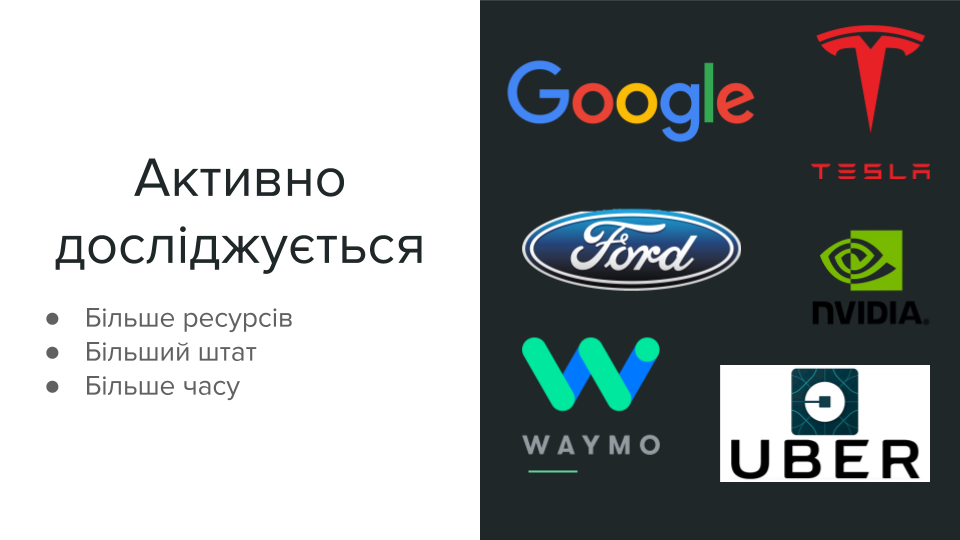 Активно
досліджується
● Більше ресурсів
● Більший штат
● Більше часу
Google
TESLA
Ford
NVIDIA.
WAYMO
UBER